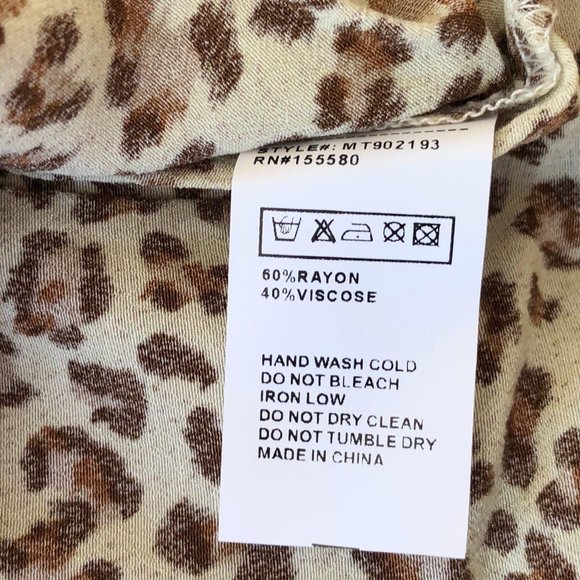 STYLE#: MT902193
RN#155580
60%RAYON
40%VISCOSE
HAND WASH COLD
DO NOT BLEACH
IRON LOW
DO NOT DRY CLEAN
DO NOT TUMBLE DRY
MADE IN CHINA